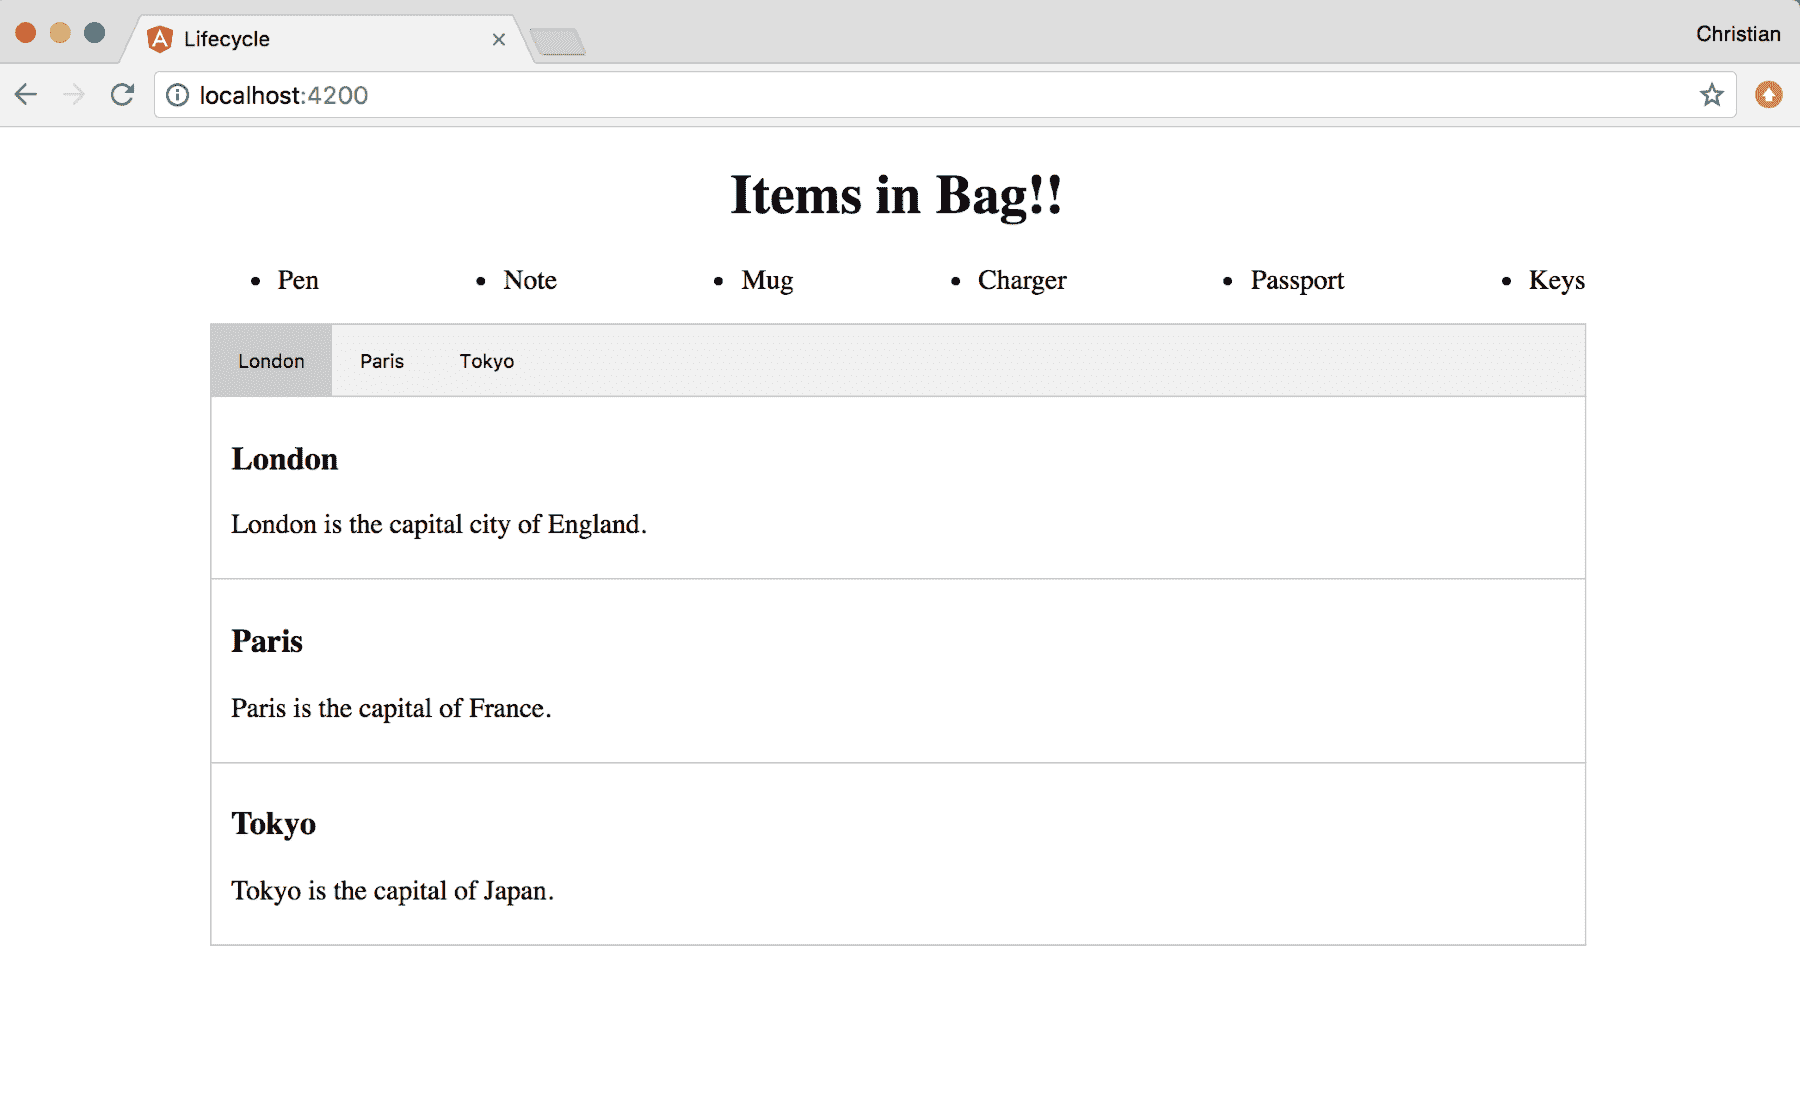 Lifecycle
Christian
localhost:4200
Items in Bag!!
Pen Note Mug Charger Passport Keys
London Paris Tokyo
London
London is the capital city of England.
Paris
Paris is the capital of France.
Tokyo
Tokyo is the capital of Japan.